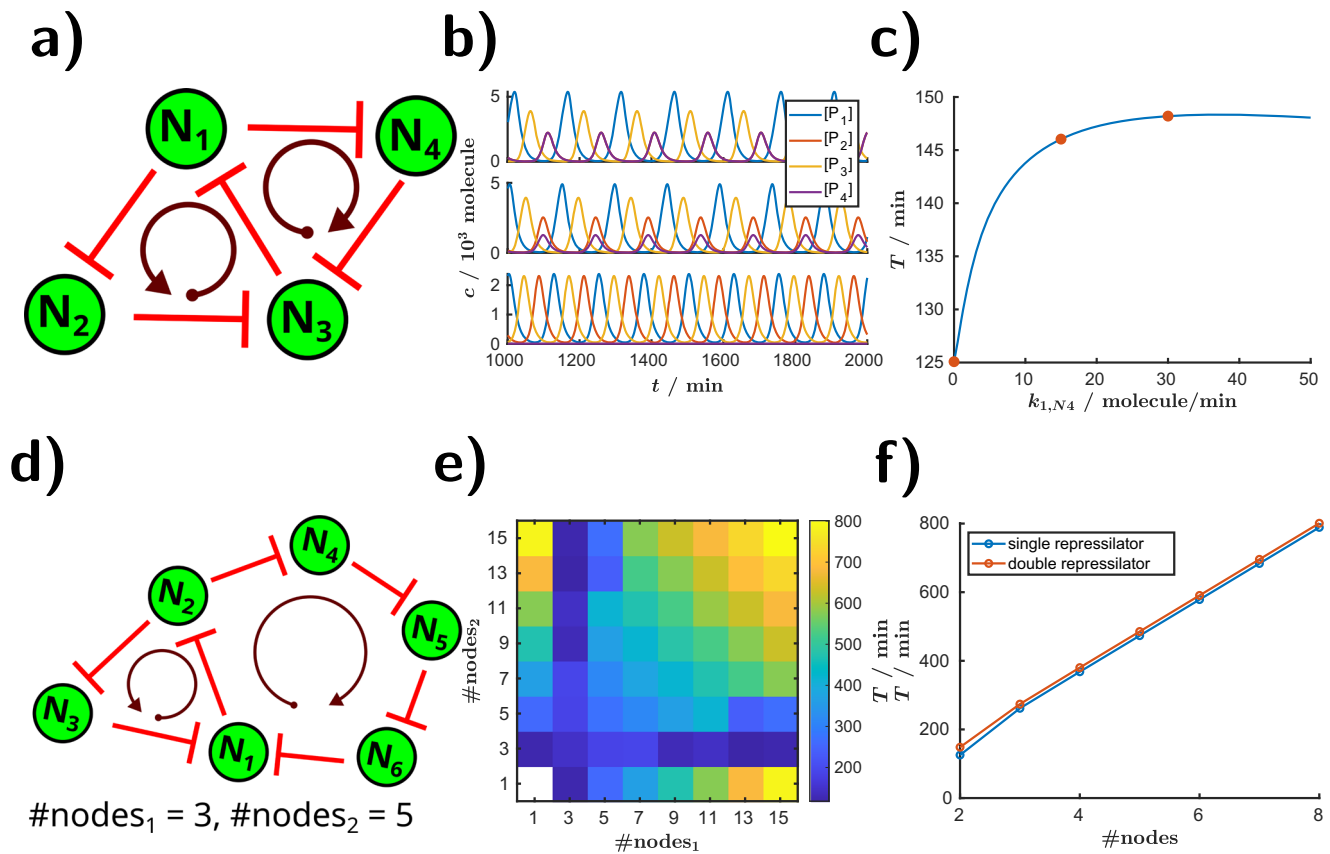 a)
N1
N4
N2
N3
b)
c / 10³ molecule
5
0
5
0
2
1
0
1000 1200 1400 1600 1800 2000
t / min
[P1]
[P2]
[P3]
[P4]
c)
T / min
150
145
140
135
130
125
0 10 20 30 40 50
k1,N4 / molecule/min
d)
N4
N2
N5
N3
N1
N6
#nodes1 = 3, #nodes2 = 5
e)
#nodes2
15
13
11
9
7
5
3
1
1 3 5 7 9 11 13 15
#nodes1
800
700
600
500
400
300
200
T / min
f)
T / min
800
600
400
200
0
2 4 6 8
#nodes
single repressilator
double repressilator